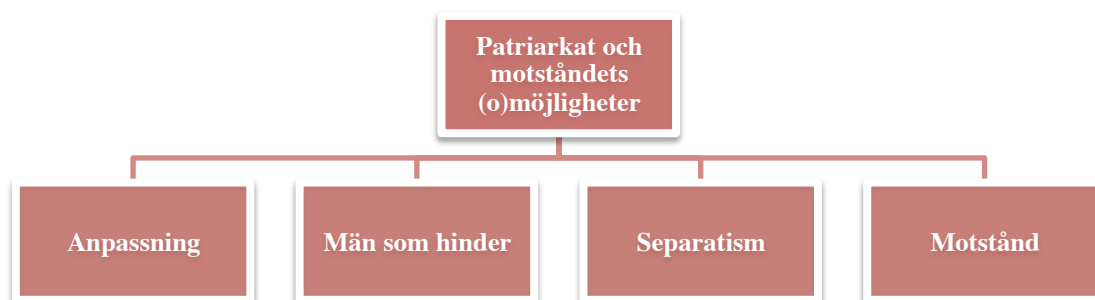 Patriarkat och
motståndets
(o)möjligheter
Anpassning
Män som hinder
Separatism
Motstånd